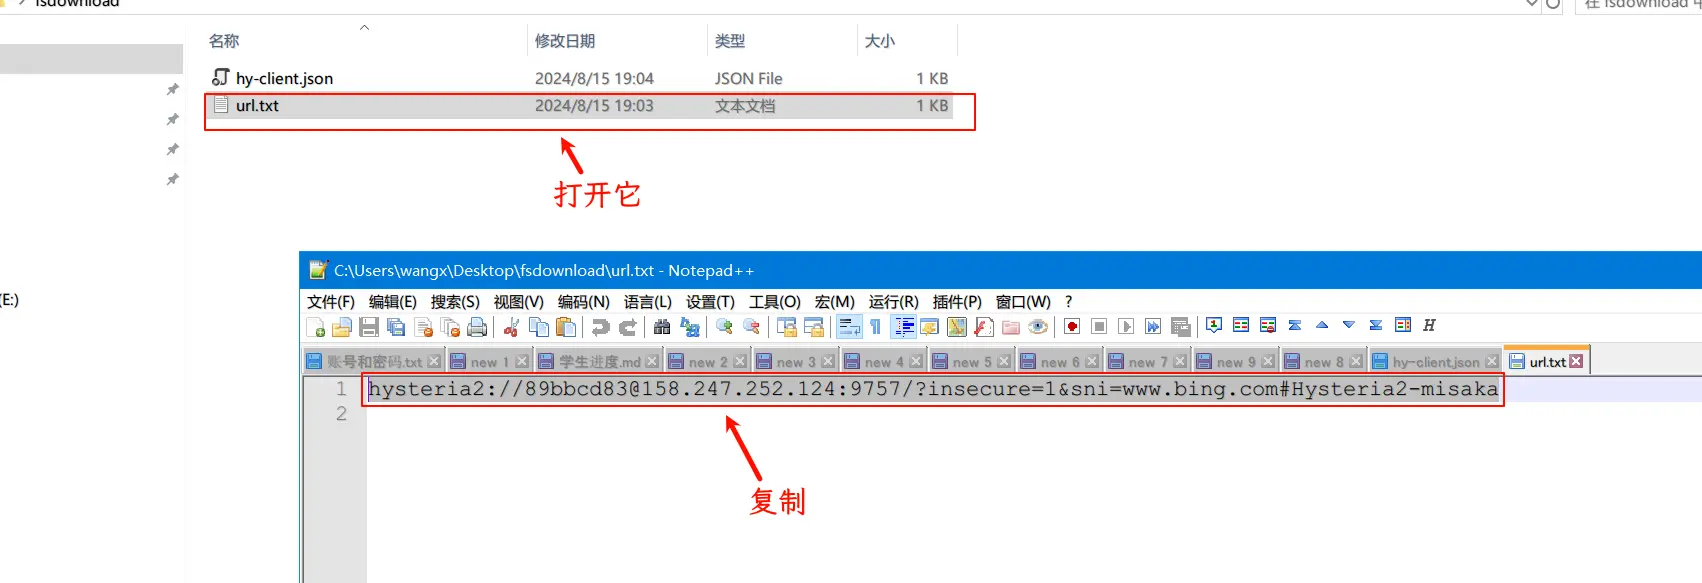 fsdownload
在 fsdownload 中
名称 修改日期 类型 大小
hy-client.json 2024/8/15 19:04 JSON File 1 KB
url.txt 2024/8/15 19:03 文本文档 1 KB
打开它
(E:)
C:\Users\wangx\Desktop\fsdownload\url.txt - Notepad++
文件(F) 编辑(E) 搜索(S) 视图(V) 编码(N) 语言(L) 设置(T) 工具(O) 宏(M) 运行(R) 插件(P) 窗口(W) ?
账号和密码.txt new 1 学生进度.md new 2 new 3 new 4 new 5 new 6 new 7 new 9 new 8 hy-client.json url.txt
1 hysteria2://89bbcd83@158.247.252.124:9757/?insecure=1&sni=www.bing.com#Hysteria2-misaka
2
复制